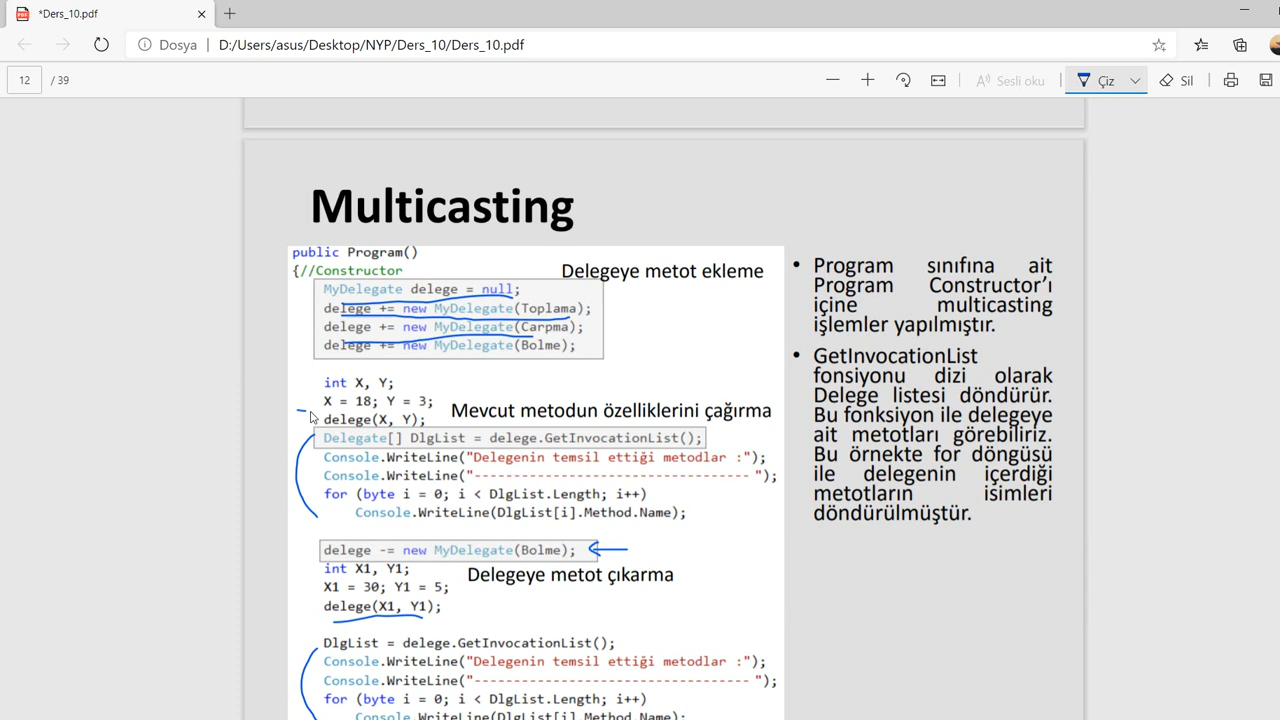 *Ders_10.pdf
Dosya
D:/Users/asus/Desktop/NYP/Ders_10/Ders_10.pdf
12 / 39
Sesli oku
Çiz
Sil
Multicasting
public Program()
{//Constructor
Delegeye metot ekleme
MyDelegate delege = null;
delege += new MyDelegate(Toplama);
delege += new MyDelegate(Carpma);
delege += new MyDelegate(Bolme);
int X, Y;
X = 18; Y = 3;
delege(X, Y);
Mevcut metodun özelliklerini çağırma
Delegate[] DlgList = delege.GetInvocationList();
Console.WriteLine("Delegenin temsil ettiği metodlar :");
Console.WriteLine("----------------------------------- ");
for (byte i = 0; i < DlgList.Length; i++)
Console.WriteLine(DlgList[i].Method.Name);
delege -= new MyDelegate(Bolme);
int X1, Y1;
Delegeye metot çıkarma
X1 = 30; Y1 = 5;
delege(X1, Y1);
DlgList = delege.GetInvocationList();
Console.WriteLine("Delegenin temsil ettiği metodlar :");
Console.WriteLine("----------------------------------- ");
for (byte i = 0; i < DlgList.Length; i++)
Console.WriteLine(DlgList[i].Method.Name);
• Program sınıfına ait
Program Constructor’ı
içine multicasting
işlemler yapılmıştır.
• GetInvocationList
fonsiyonu dizi olarak
Delege listesi döndürür.
Bu fonksiyon ile delegeye
ait metotları görebiliriz.
Bu örnekte for döngüsü
ile delegenin içerdiği
metotların isimleri
döndürülmüştür.